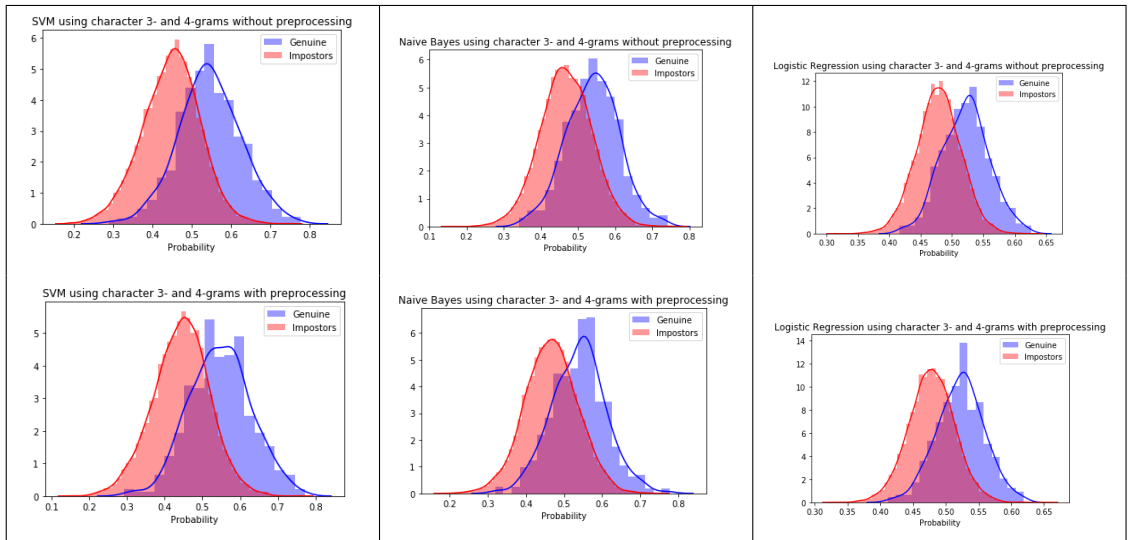 SVM using character 3- and 4-grams without preprocessing
Genuine
Impostors
6
5
4
3
2
1
0
0.2 0.3 0.4 0.5 0.6 0.7 0.8
Probability
Naive Bayes using character 3- and 4-grams without preprocessing
Genuine
Impostors
6
5
4
3
2
1
0
0.1 0.2 0.3 0.4 0.5 0.6 0.7 0.8
Probability
Logistic Regression using character 3- and 4-grams without preprocessing
Genuine
Impostors
12
10
8
6
4
2
0
0.30 0.35 0.40 0.45 0.50 0.55 0.60 0.65
Probability
SVM using character 3- and 4-grams with preprocessing
Genuine
Impostors
5
4
3
2
1
0
0.1 0.2 0.3 0.4 0.5 0.6 0.7 0.8
Probability
Naive Bayes using character 3- and 4-grams with preprocessing
Genuine
Impostors
6
5
4
3
2
1
0
0.2 0.3 0.4 0.5 0.6 0.7 0.8
Probability
Logistic Regression using character 3- and 4-grams with preprocessing
Genuine
Impostors
14
12
10
8
6
4
2
0
0.30 0.35 0.40 0.45 0.50 0.55 0.60 0.65
Probability